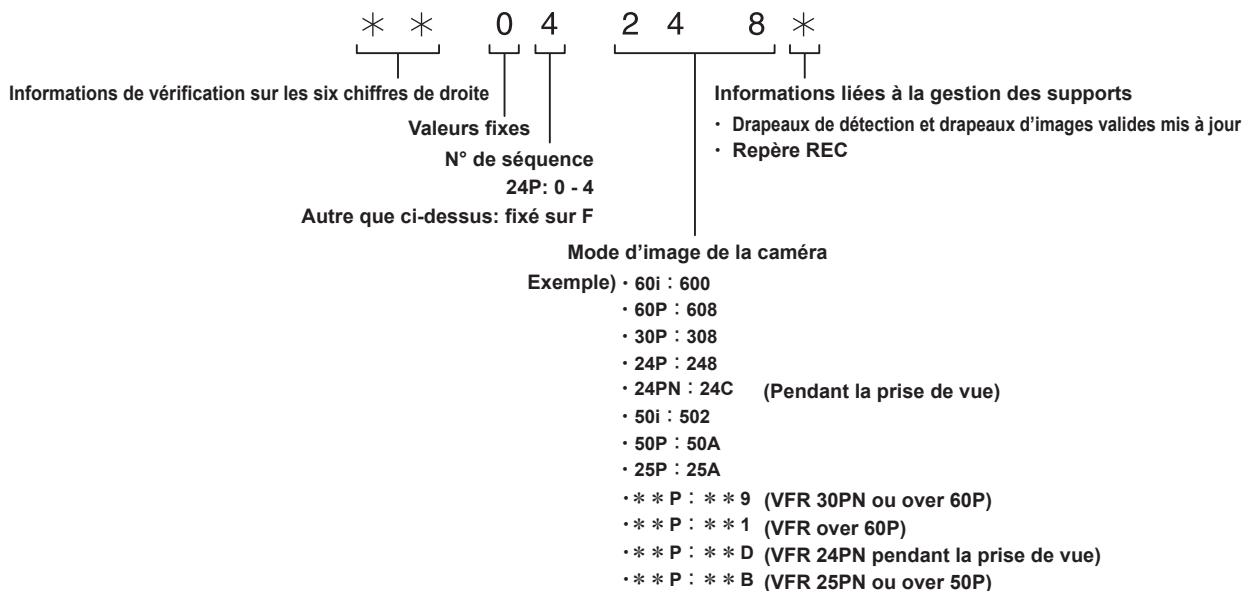 ＊ ＊ 0 4 2 4 8 ＊
Informations de vérification sur les six chiffres de droite
Valeurs fixes
N° de séquence
24P: 0 - 4
Autre que ci-dessus: fixé sur F
Informations liées à la gestion des supports
・ Drapeaux de détection et drapeaux d’images valides mis à jour
・ Repère REC
Mode d’image de la caméra
Exemple) ・60i：600
・60P：608
・30P：308
・24P：248
・24PN：24C (Pendant la prise de vue)
・50i：502
・50P：50A
・25P：25A
・＊＊P：＊＊9 (VFR 30PN ou over 60P)
・＊＊P：＊＊1 (VFR over 60P)
・＊＊P：＊＊D (VFR 24PN pendant la prise de vue)
・＊＊P：＊＊B (VFR 25PN ou over 50P)